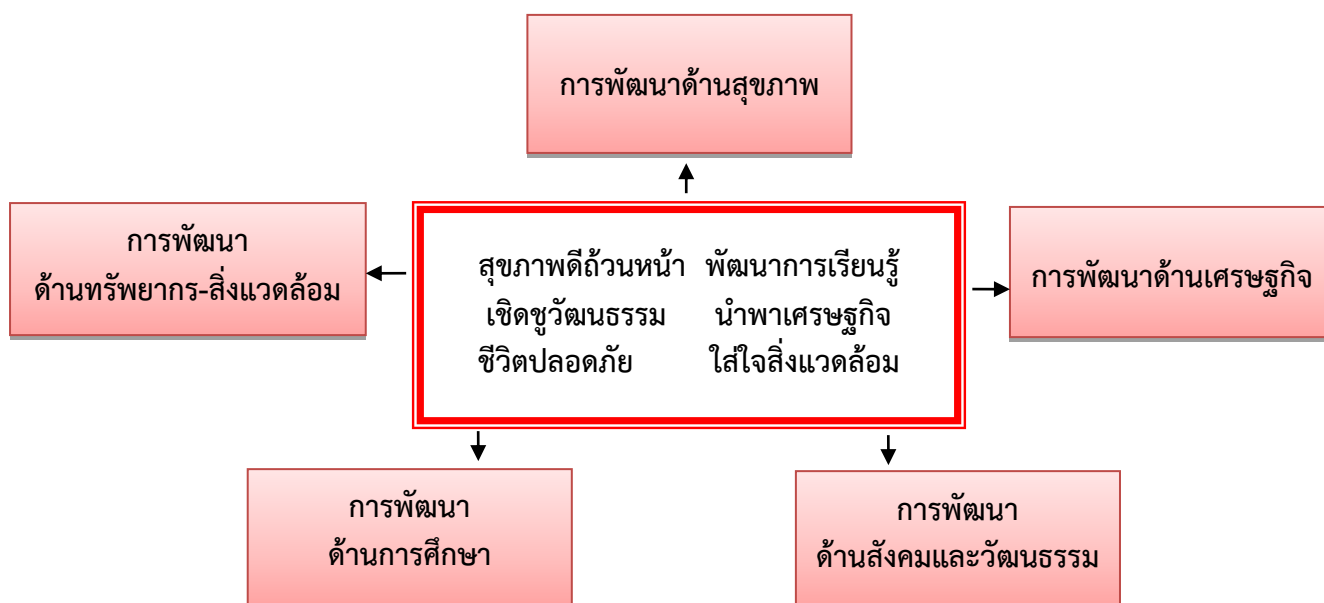 การพัฒนาด้านสุขภาพ
การพัฒนา
ด้านทรัพยากร-สิ่งแวดล้อม
สุขภาพดีถ้วนหน้า พัฒนาการเรียนรู้
เชิดชูวัฒนธรรม นำพาเศรษฐกิจ
ชีวิตปลอดภัย ใส่ใจสิ่งแวดล้อม
การพัฒนาด้านเศรษฐกิจ
การพัฒนา
ด้านการศึกษา
การพัฒนา
ด้านสังคมและวัฒนธรรม